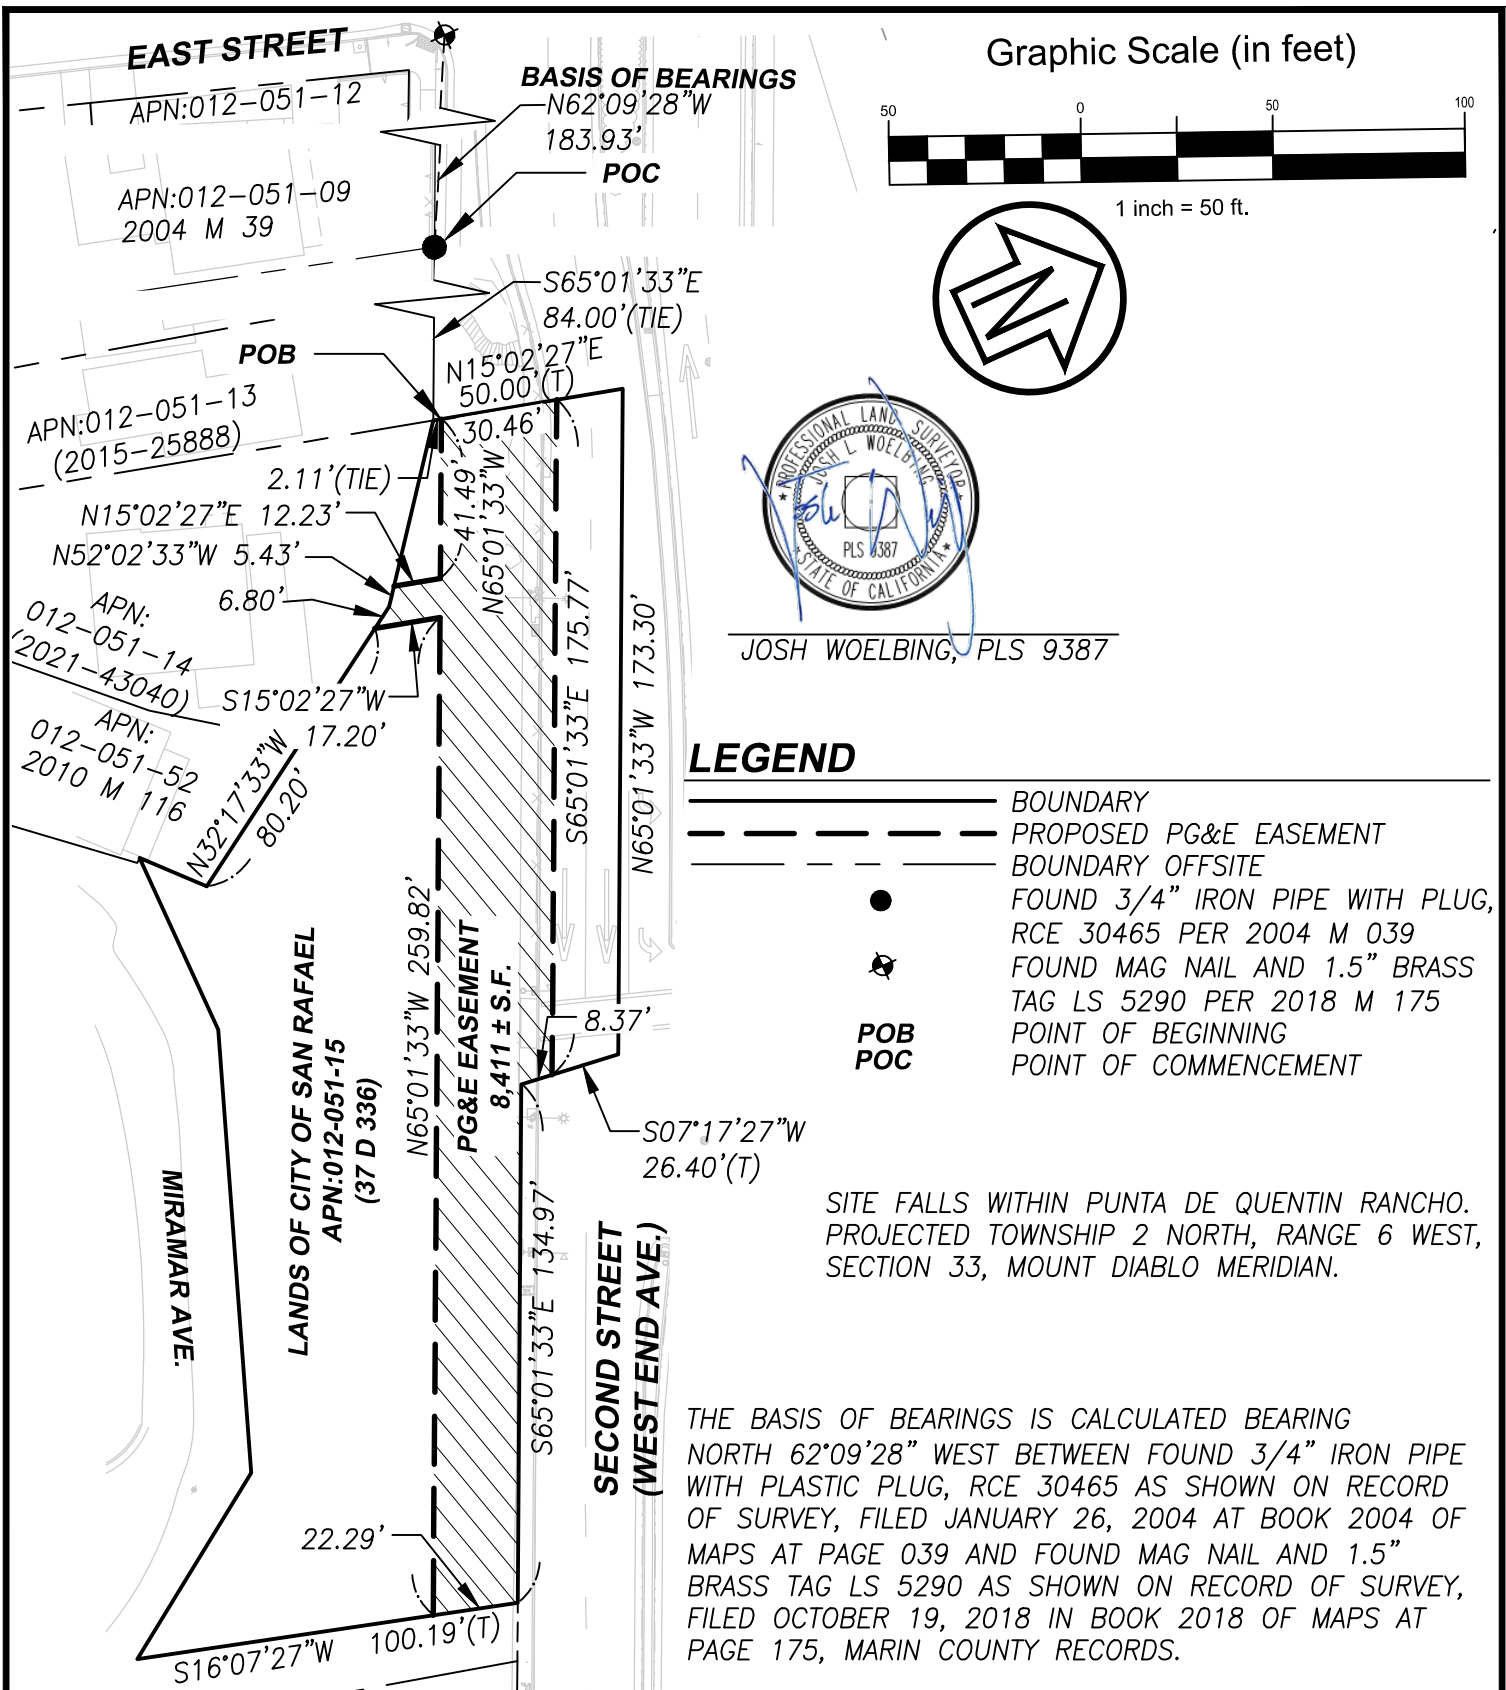 EAST STREET
APN:012-051-12
BASIS OF BEARINGS
N62°09'28"W
183.93'
POC
APN:012-051-09
2004 M 39
Graphic Scale (in feet)
50 0 50 100
1 inch = 50 ft.
N
S65°01'33"E
84.00'(TIE)
POB
N15°02'27"E
50.00'(T)
30.46'
APN:012-051-13
(2015-25888)
2.11'(TIE)
41.49'
N65°01'33"W
N15°02'27"E 12.23'
N52°02'33"W 5.43'
6.80'
APN:
012-051-14
(2021-43040)
S15°02'27"W
17.20'
APN:
012-051-52
2010 M 116
N32°17'33"W
80.20'
S65°01'33"E 175.77'
N65°01'33"W 173.30'
PROFESSIONAL LAND SURVEYOR
JOSH L. WOELBING
PLS 9387
STATE OF CALIFORNIA
JOSH WOELBING, PLS 9387
LEGEND
BOUNDARY
PROPOSED PG&E EASEMENT
BOUNDARY OFFSITE
FOUND 3/4" IRON PIPE WITH PLUG,
RCE 30465 PER 2004 M 039
FOUND MAG NAIL AND 1.5" BRASS
TAG LS 5290 PER 2018 M 175
POB POINT OF BEGINNING
POC POINT OF COMMENCEMENT
LANDS OF CITY OF SAN RAFAEL
APN:012-051-15
(37 D 336)
N65°01'33"W 259.82'
PG&E EASEMENT
8,411 ± S.F.
8.37'
S07°17'27"W
26.40'(T)
MIRAMAR AVE.
S65°01'33"E 134.97'
SECOND STREET
(WEST END AVE.)
22.29'
S16°07'27"W 100.19'(T)
SITE FALLS WITHIN PUNTA DE QUENTIN RANCHO.
PROJECTED TOWNSHIP 2 NORTH, RANGE 6 WEST,
SECTION 33, MOUNT DIABLO MERIDIAN.
THE BASIS OF BEARINGS IS CALCULATED BEARING
NORTH 62°09'28" WEST BETWEEN FOUND 3/4" IRON PIPE
WITH PLASTIC PLUG, RCE 30465 AS SHOWN ON RECORD
OF SURVEY, FILED JANUARY 26, 2004 AT BOOK 2004 OF
MAPS AT PAGE 039 AND FOUND MAG NAIL AND 1.5"
BRASS TAG LS 5290 AS SHOWN ON RECORD OF SURVEY,
FILED OCTOBER 19, 2018 IN BOOK 2018 OF MAPS AT
PAGE 175, MARIN COUNTY RECORDS.